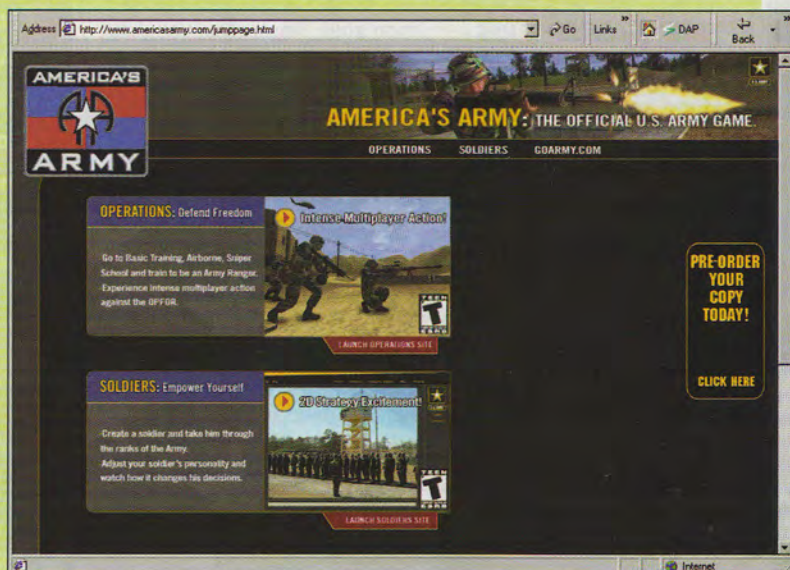 Address http://www.americasarmy.com/jumppage.html Go Links » DAP Back »
AMERICA'S
ARMY
AMERICA'S ARMY: THE OFFICIAL U.S. ARMY GAME.
OPERATIONS SOLDIERS GOARMY.COM
OPERATIONS: Defend Freedom
-Go to Basic Training, Airborne, Sniper
School and train to be an Army Ranger.
-Experience intense multiplayer action
against the OPFOR.
Intense Multiplayer Action!
TEEN
T
ESRB
LAUNCH OPERATIONS SITE
SOLDIERS: Empower Yourself
-Create a soldier and take him through
the ranks of the Army.
-Adjust your soldier's personality and
watch how it changes his decisions.
2D Strategy Excitement!
TEEN
T
ESRB
LAUNCH SOLDIERS SITE
PRE-ORDER
YOUR
COPY
TODAY!
CLICK HERE
Internet